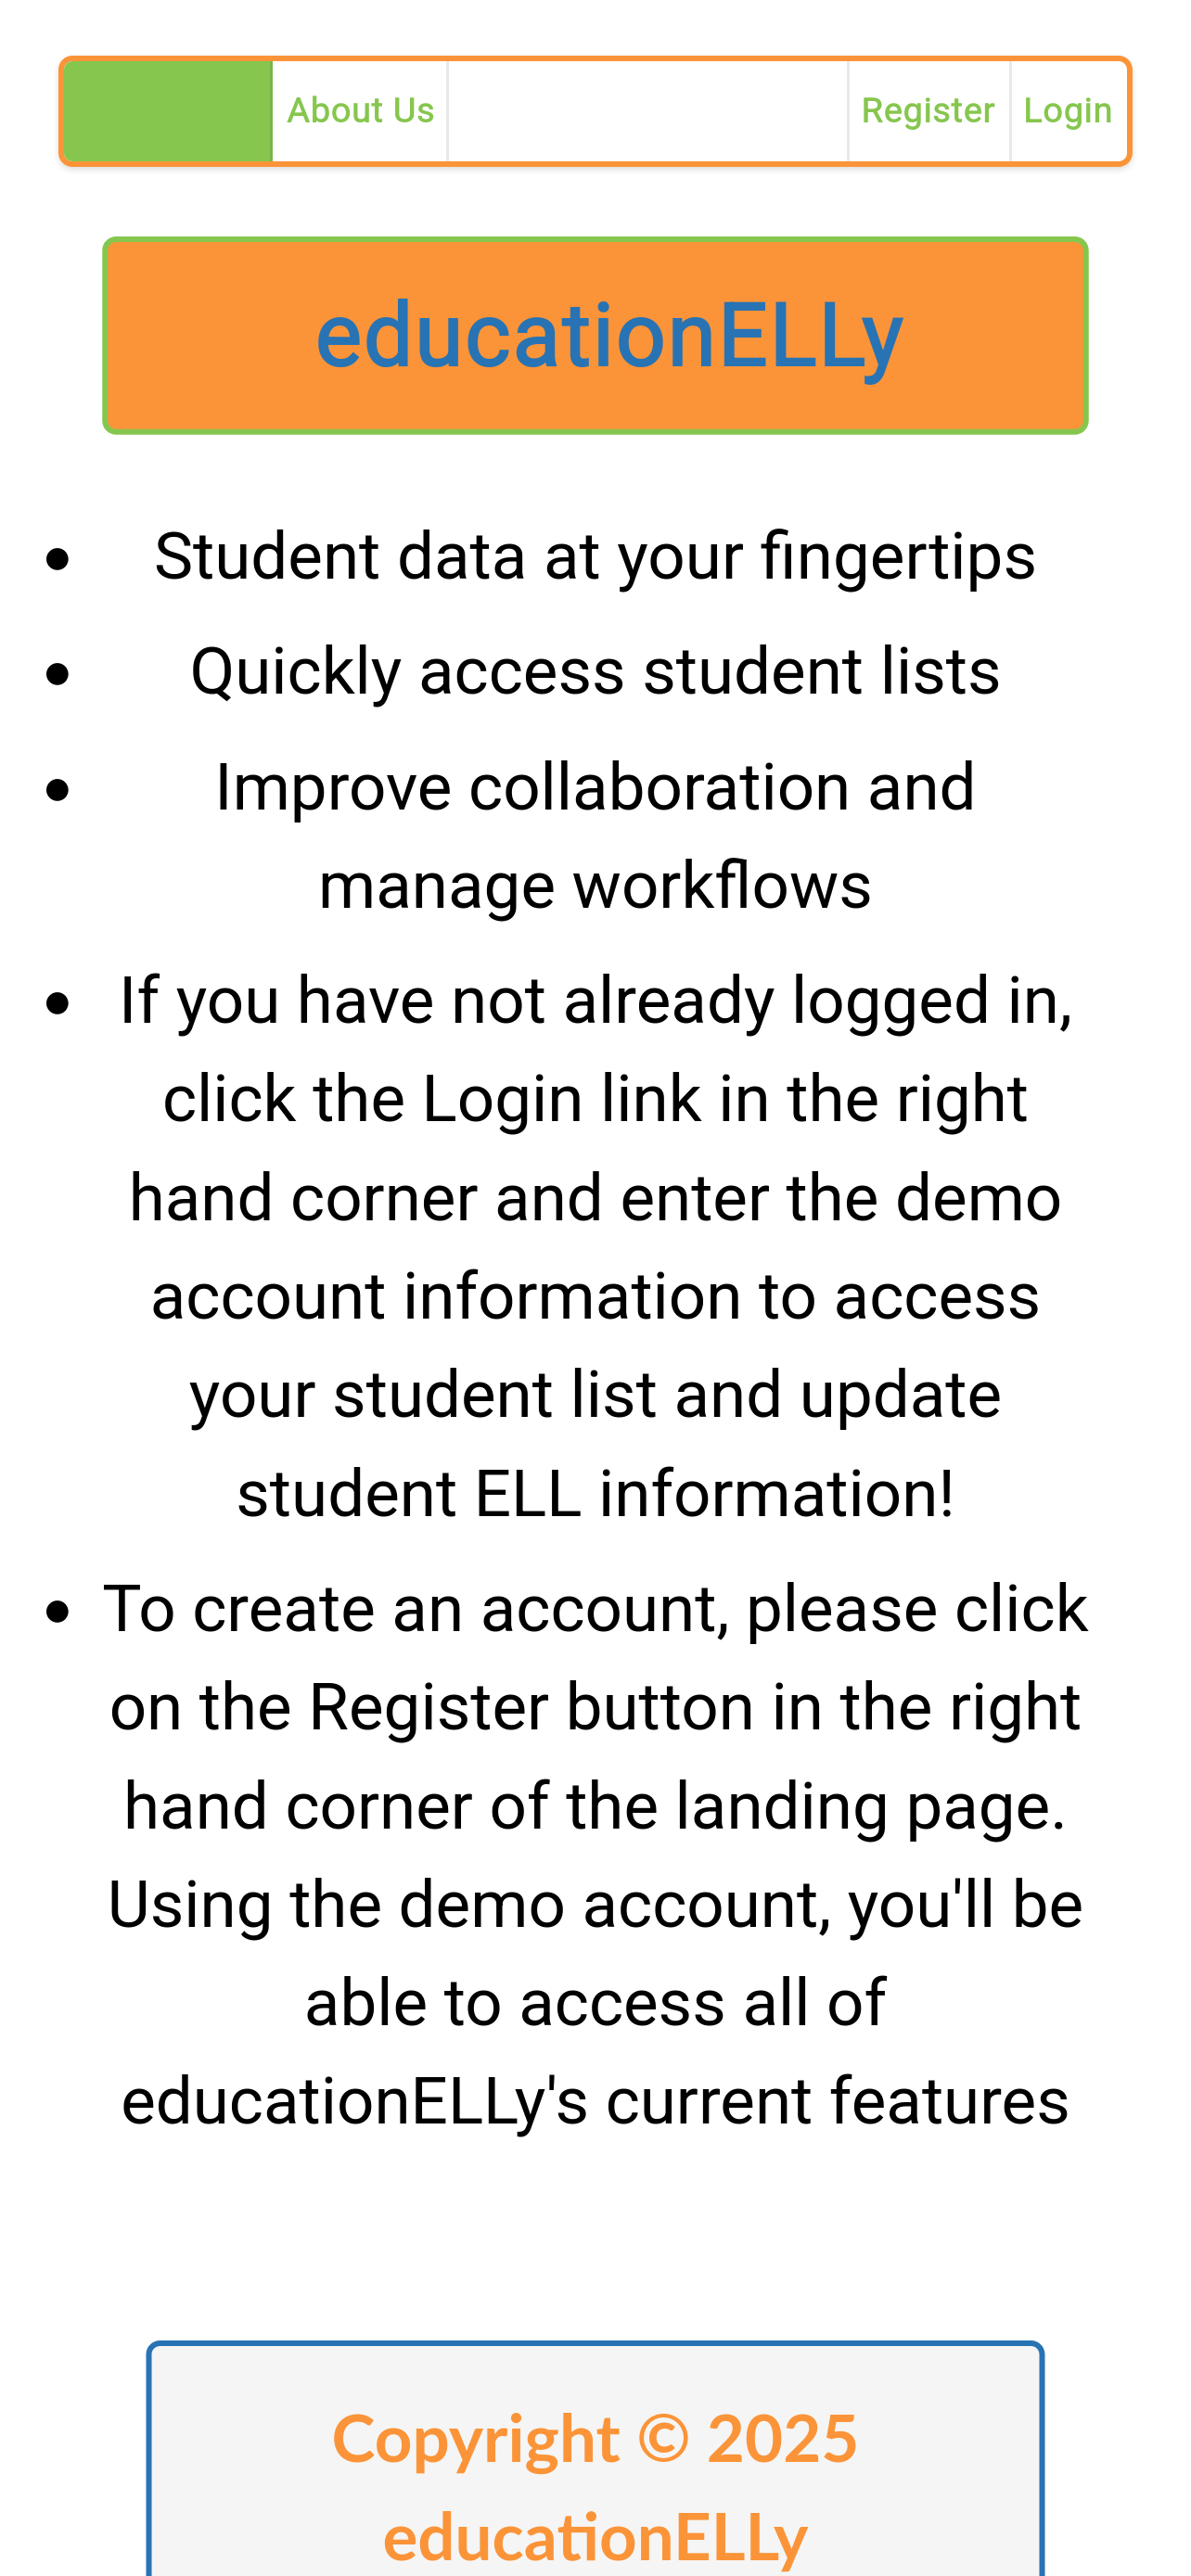 About Us
Register
Login
educationELLy
• Student data at your fingertips
• Quickly access student lists
• Improve collaboration and
manage workflows
• If you have not already logged in,
click the Login link in the right
hand corner and enter the demo
account information to access
your student list and update
student ELL information!
• To create an account, please click
on the Register button in the right
hand corner of the landing page.
Using the demo account, you'll be
able to access all of
educationELLy's current features
Copyright © 2025
educationELLy